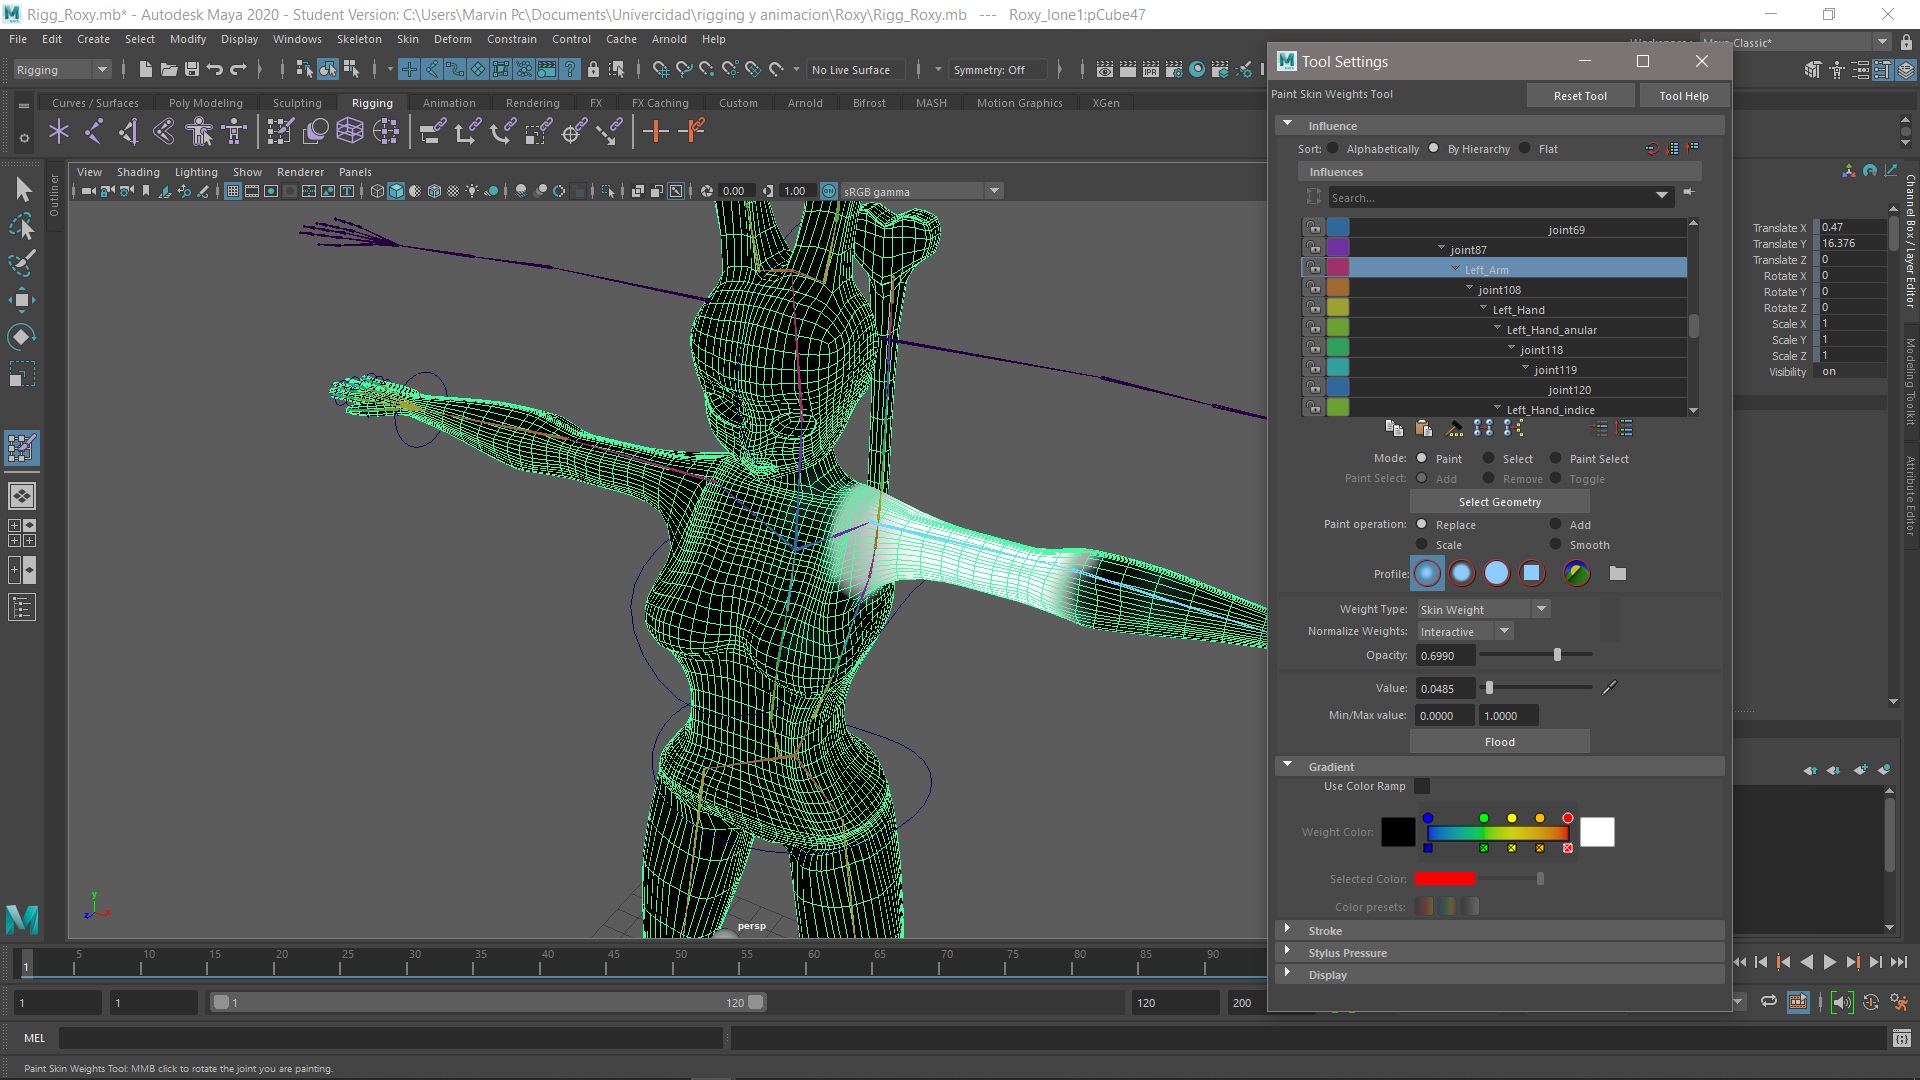 Rigg_Roxy.mb* - Autodesk Maya 2020 - Student Version: C:\Users\Marvin Pc\Documents\Univercidad\rigging y animacion\Roxy\Rigg_Roxy.mb --- Roxy_lone1:pCube47
File Edit Create Select Modify Display Windows Skeleton Skin Deform Constrain Control Cache Arnold Help
Rigging No Live Surface Symmetry: Off
Curves / Surfaces Poly Modeling Sculpting Rigging Animation Rendering FX FX Caching Custom Arnold Bifrost MASH Motion Graphics XGen
View Shading Lighting Show Renderer Panels
0.00 1.00 sRGB gamma
Outliner
persp
Tool Settings
Paint Skin Weights Tool Reset Tool Tool Help
Influence
Sort: Alphabetically By Hierarchy Flat
Influences
Search...
joint69
joint87
Left_Arm
joint108
Left_Hand
Left_Hand_anular
joint118
joint119
joint120
Left_Hand_indice
Mode: Paint Select Paint Select
Paint Select: Add Remove Toggle
Select Geometry
Paint operation: Replace Add
Scale Smooth
Profile:
Weight Type: Skin Weight
Normalize Weights: Interactive
Opacity: 0.6990
Value: 0.0485
Min/Max value: 0.0000 1.0000
Flood
Gradient
Use Color Ramp
Weight Color:
Selected Color:
Color presets:
Stroke
Stylus Pressure
Display
Translate X 0.47
Translate Y 16.376
Translate Z 0
Rotate X 0
Rotate Y 0
Rotate Z 0
Scale X 1
Scale Y 1
Scale Z 1
Visibility on
Channel Box / Layer Editor
Modeling Toolkit
Attribute Editor
1 5 10 15 20 25 30 35 40 45 50 55 60 65 70 75 80 85 90
1 1 1 120 120 200
MEL
Paint Skin Weights Tool: MMB click to rotate the joint you are painting.